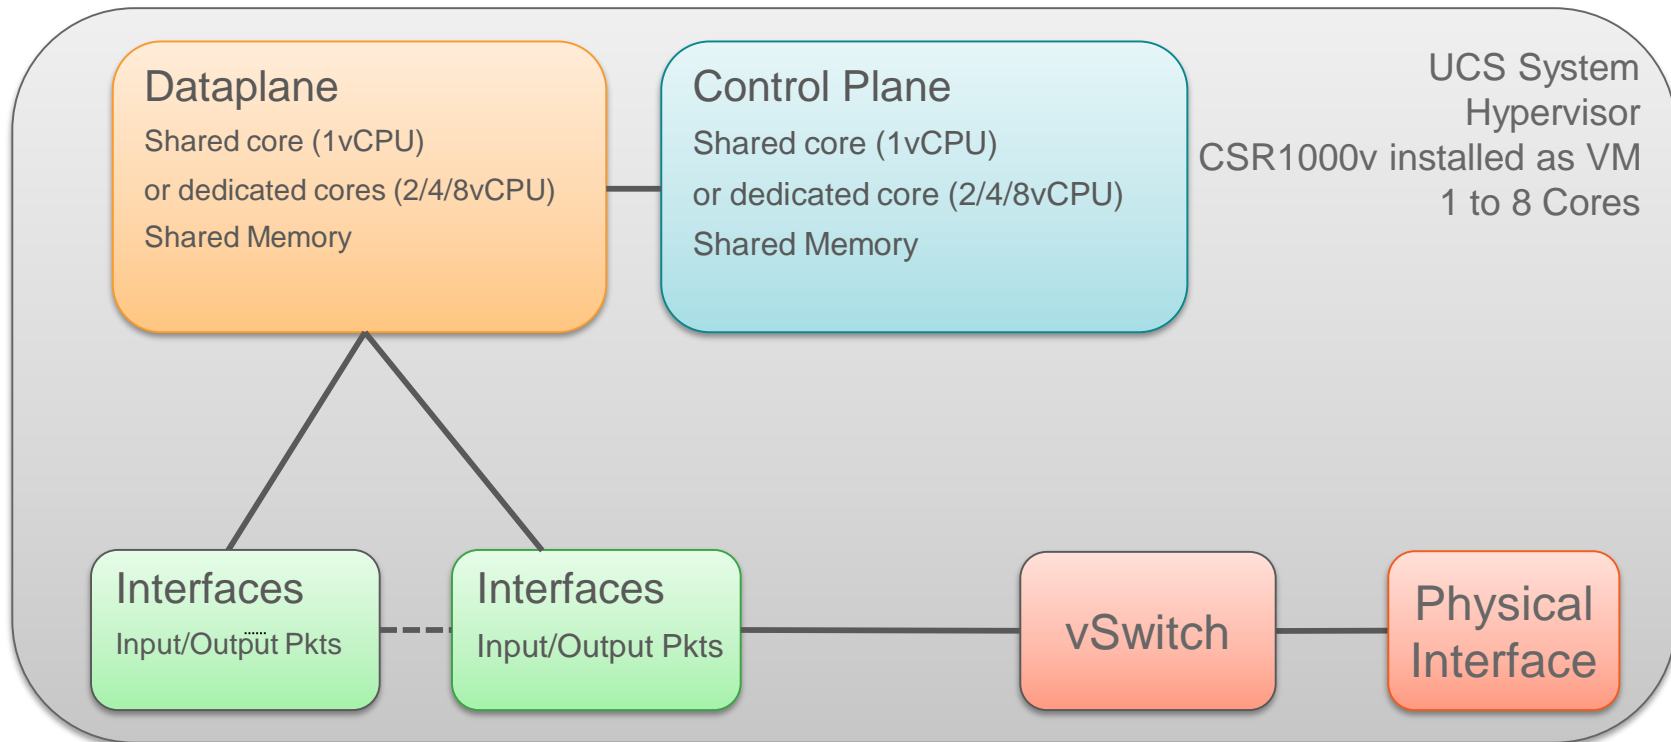 Dataplane
Shared core (1vCPU)
or dedicated cores (2/4/8vCPU)
Shared Memory
Control Plane
Shared core (1vCPU)
or dedicated core (2/4/8vCPU)
Shared Memory
UCS System
Hypervisor
CSR1000v installed as VM
1 to 8 Cores
Interfaces
Input/Output Pkts
Interfaces
Input/Output Pkts
vSwitch
Physical
Interface